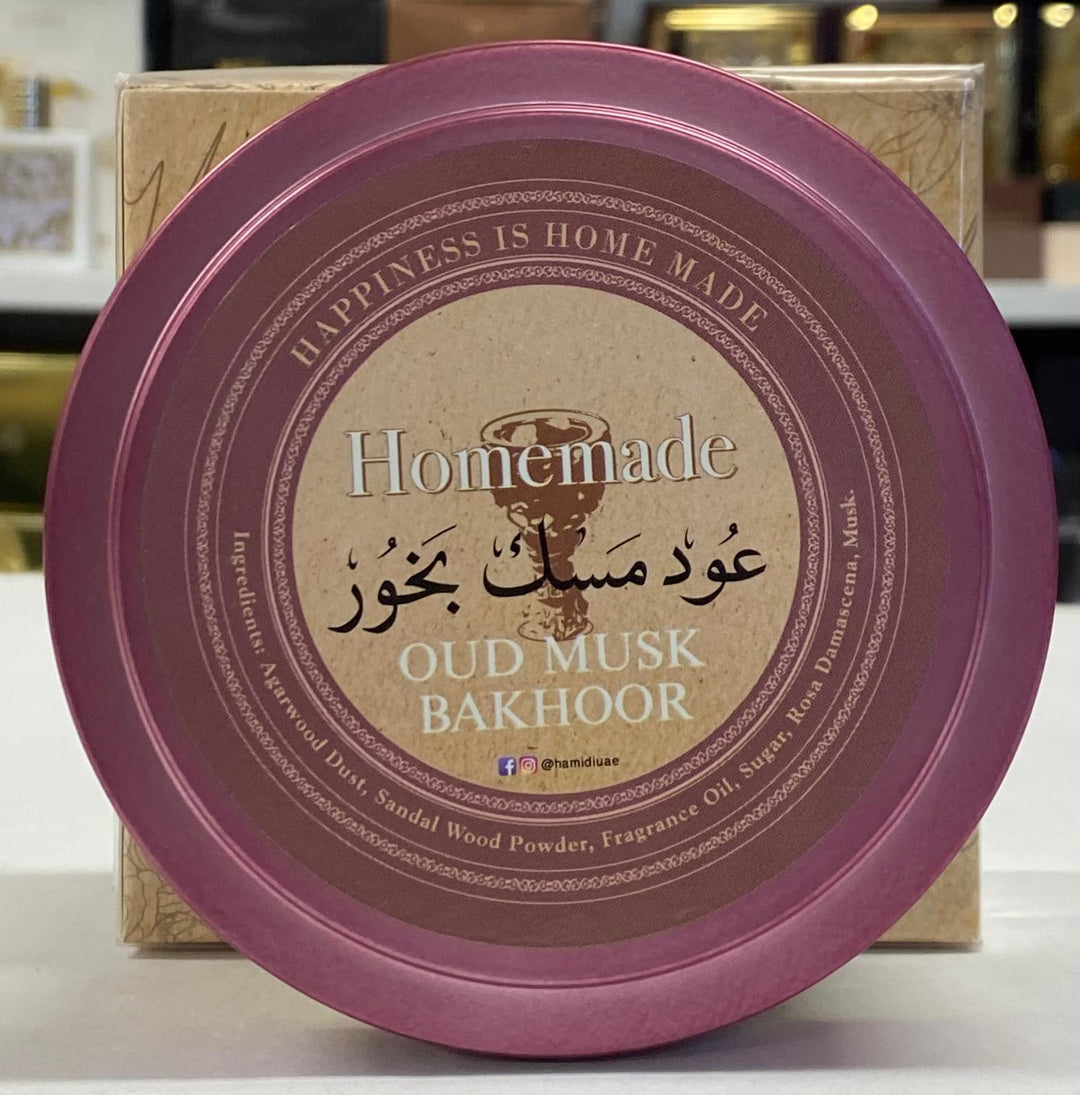 HAPPINESS IS HOME MADE
Homemade
عُود مَسك بَخُور
OUD MUSK
BAKHOOR
@hamidiuae
Ingredients: Agarwood Dust, Sandal Wood Powder, Fragrance Oil, Sugar, Rosa Damascena, Musk.